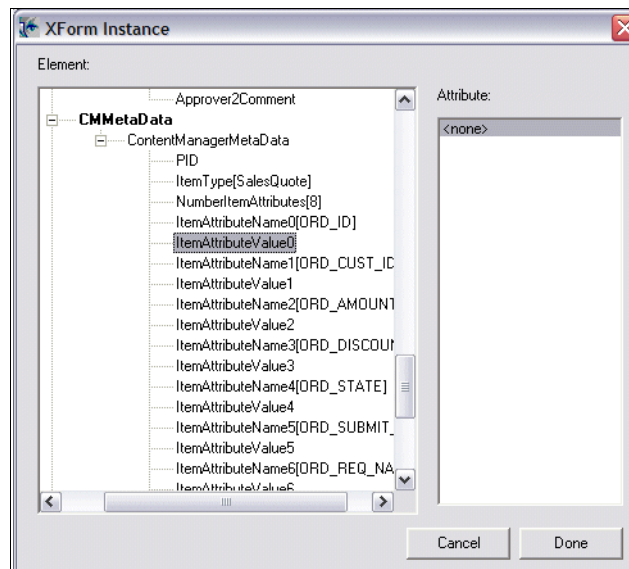 XForm Instance
Element:
Attribute:
Approver2Comment
<none>
CMMetaData
ContentManagerMetaData
PID
ItemType[SalesQuote]
NumberItemAttributes[8]
ItemAttributeName0[ORD_ID]
ItemAttributeValue0
ItemAttributeName1[ORD_CUST_ID
ItemAttributeValue1
ItemAttributeName2[ORD_AMOUNT
ItemAttributeValue2
ItemAttributeName3[ORD_DISCOUN
ItemAttributeValue3
ItemAttributeName4[ORD_STATE]
ItemAttributeValue4
ItemAttributeName5[ORD_SUBMIT_
ItemAttributeValue5
ItemAttributeName6[ORD_REQ_NA
ItemAttributeValue6
Cancel
Done